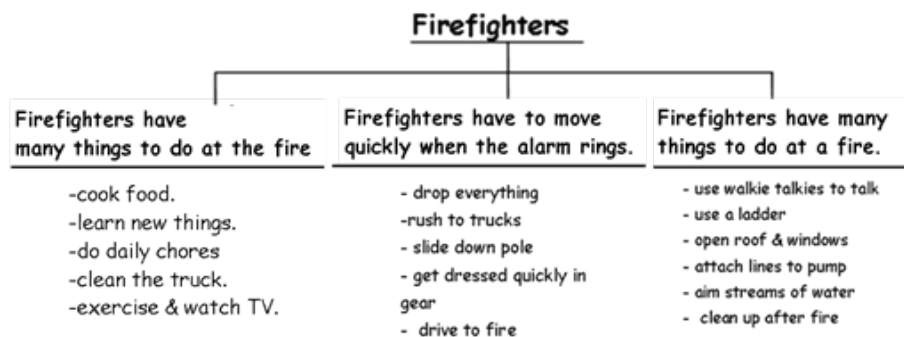 Firefighters
Firefighters have
many things to do at the fire
-cook food.
-learn new things.
-do daily chores
-clean the truck.
-exercise & watch TV.
Firefighters have to move
quickly when the alarm rings.
- drop everything
-rush to trucks
- slide down pole
- get dressed quickly in
gear
- drive to fire
Firefighters have many
things to do at a fire.
- use walkie talkies to talk
- use a ladder
- open roof & windows
- attach lines to pump
- aim streams of water
- clean up after fire